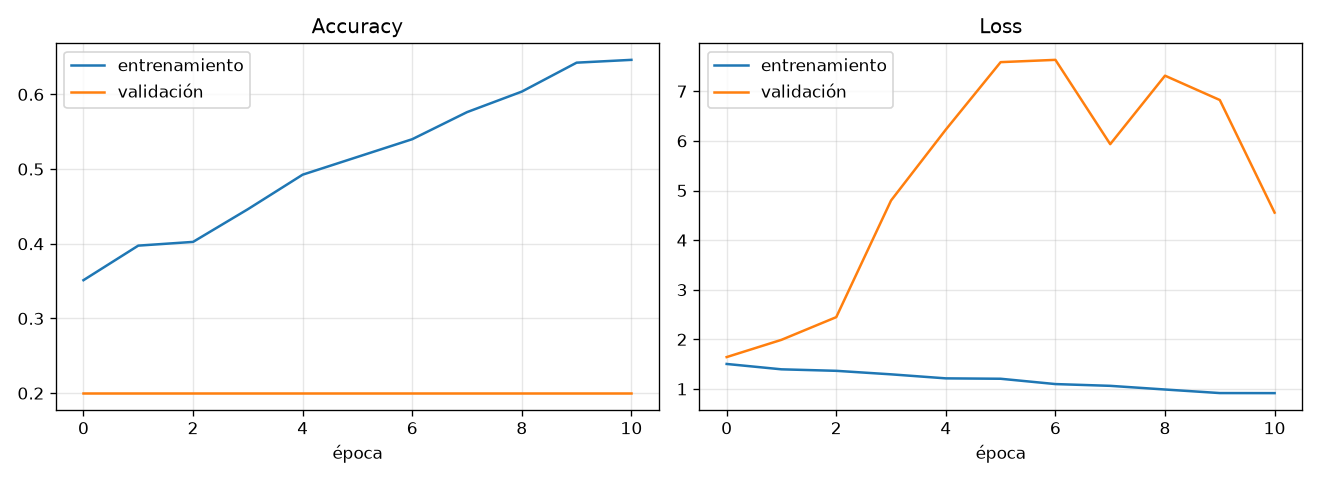 Accuracy
entrenamiento
validación
0.6
0.5
0.4
0.3
0.2
0 2 4 6 8 10
época
Loss
entrenamiento
validación
7
6
5
4
3
2
1
0 2 4 6 8 10
época